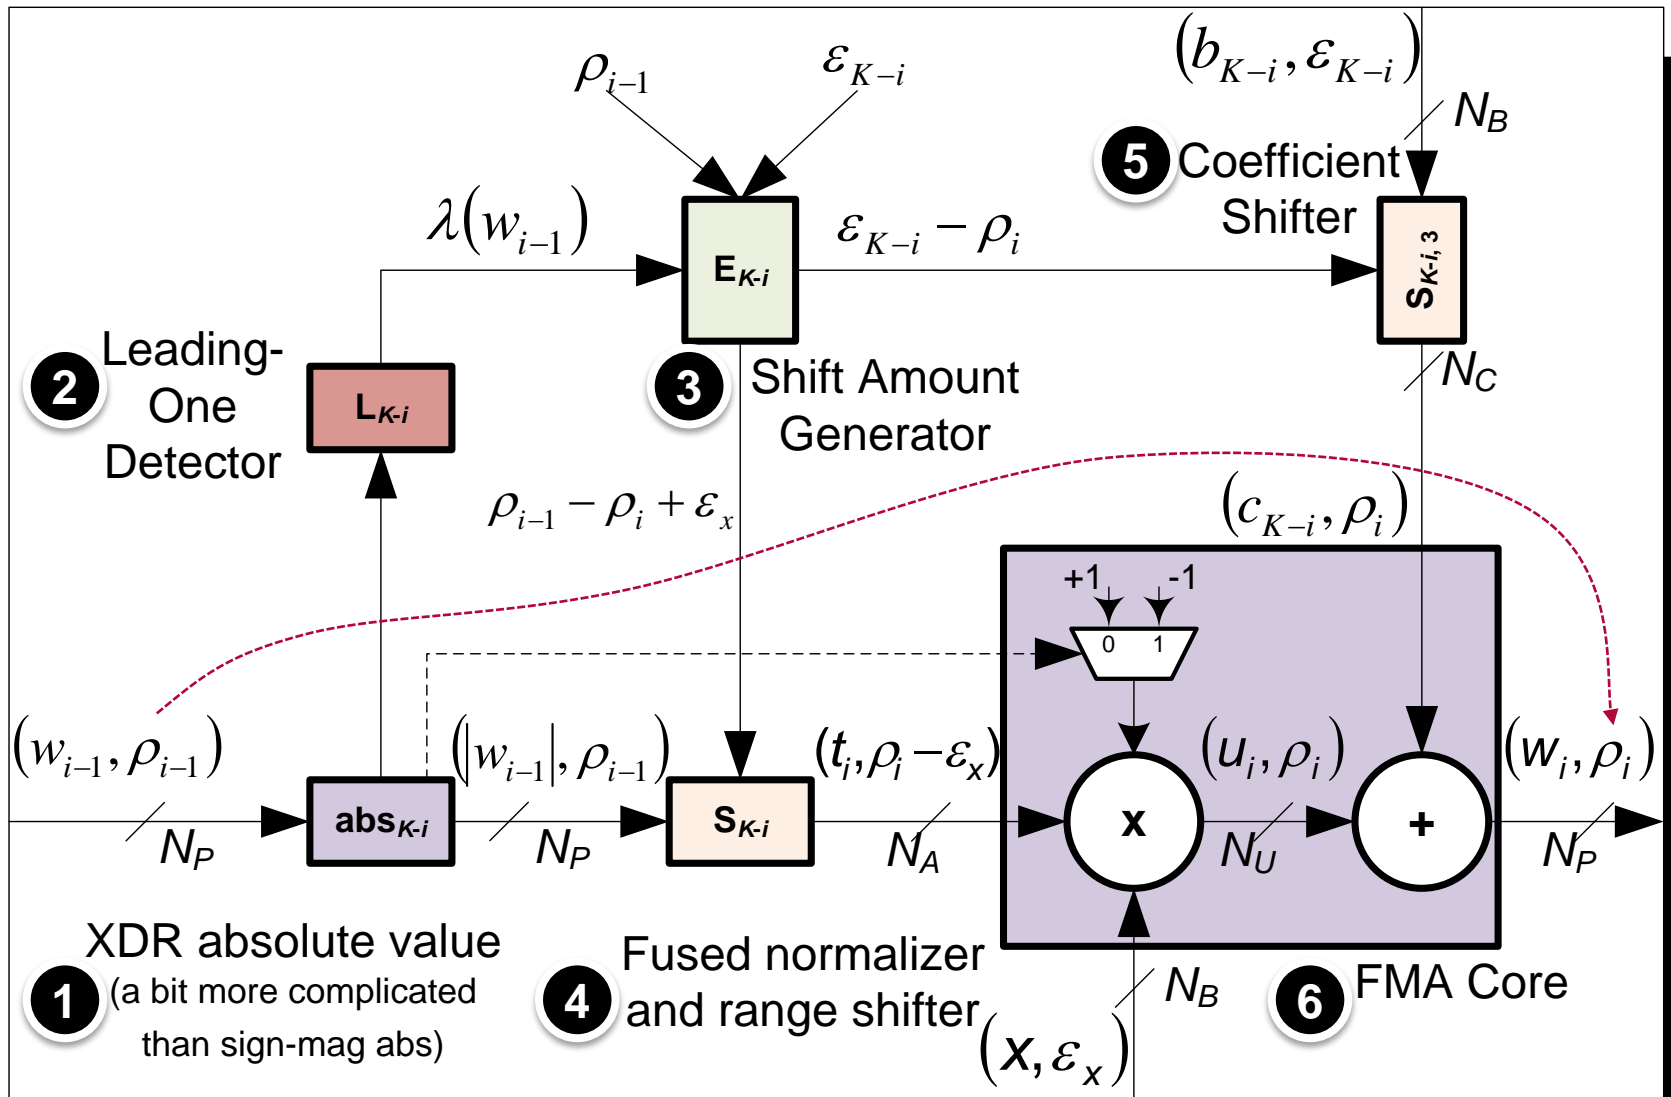 ρ_{i−1}
ε_{K−i}
(b_{K−i}, ε_{K−i})
N_B
5
Coefficient
Shifter
λ(w_{i−1})
E_{K-i}
ε_{K−i} − ρ_i
S_{K-i, 3}
2
Leading-
One
Detector
L_{K-i}
3
Shift Amount
Generator
N_C
ρ_{i−1} − ρ_i + ε_x
(c_{K−i}, ρ_i)
+1
-1
0
1
(w_{i−1}, ρ_{i−1})
(|w_{i−1}|, ρ_{i−1})
(t_i, ρ_i − ε_x)
(u_i, ρ_i)
(w_i, ρ_i)
abs_{K-i}
S_{K-i}
x
+
N_P
N_P
N_A
N_U
N_P
1
XDR absolute value
(a bit more complicated
than sign-mag abs)
4
Fused normalizer
and range shifter
N_B
6
FMA Core
(x, ε_x)